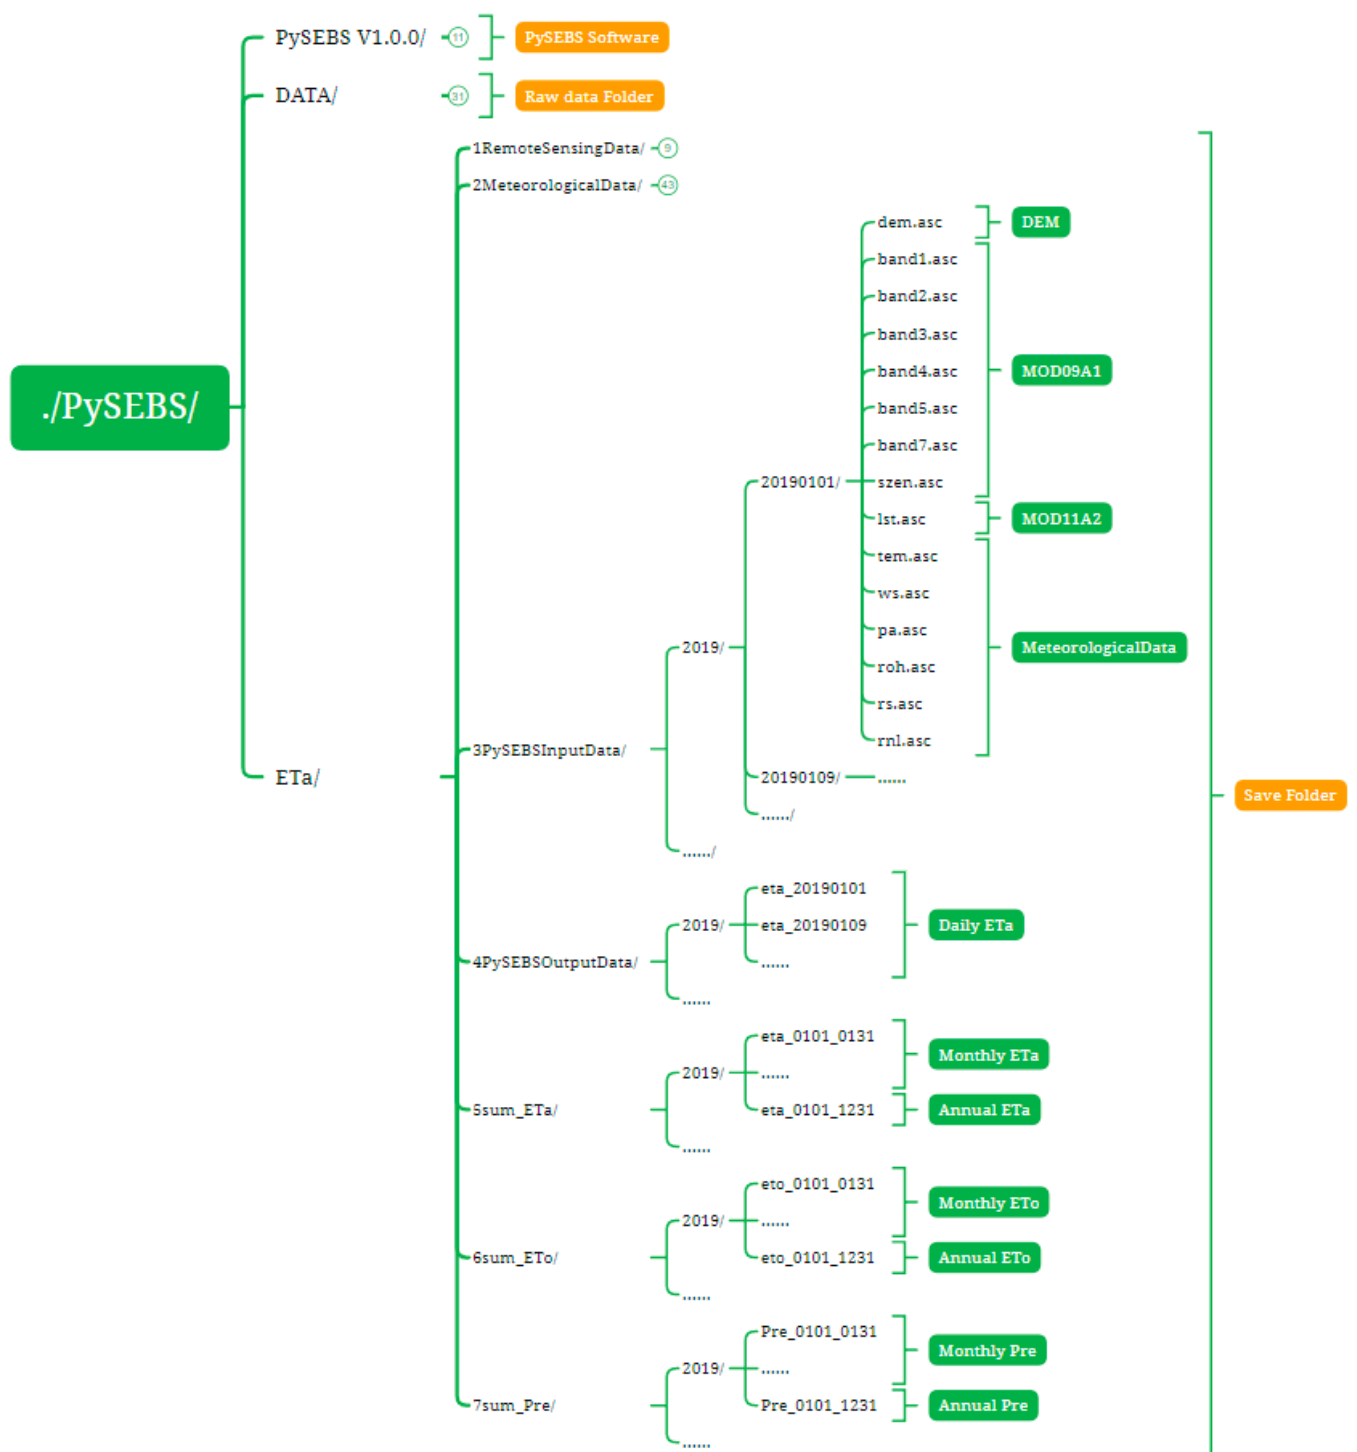 ./PySEBS/
PySEBS V1.0.0/ 11 PySEBS Software
DATA/ 31 Raw data Folder
ETa/
1RemoteSensingData/ 9
2MeteorologicalData/ 43
3PySEBSInputData/
2019/
20190101/
dem.asc DEM
band1.asc
band2.asc
band3.asc
band4.asc MOD09A1
band5.asc
band7.asc
szen.asc
lst.asc MOD11A2
tem.asc
ws.asc
pa.asc
roh.asc MeteorologicalData
rs.asc
rnl.asc
20190109/ ......
....../
....../
4PySEBSOutputData/
2019/
eta_20190101
eta_20190109 Daily ETa
......
......
5sum_ETa/
2019/
eta_0101_0131 Monthly ETa
......
eta_0101_1231 Annual ETa
......
6sum_ETo/
2019/
eto_0101_0131 Monthly ETo
......
eto_0101_1231 Annual ETo
......
7sum_Pre/
2019/
Pre_0101_0131 Monthly Pre
......
Pre_0101_1231 Annual Pre
......
Save Folder